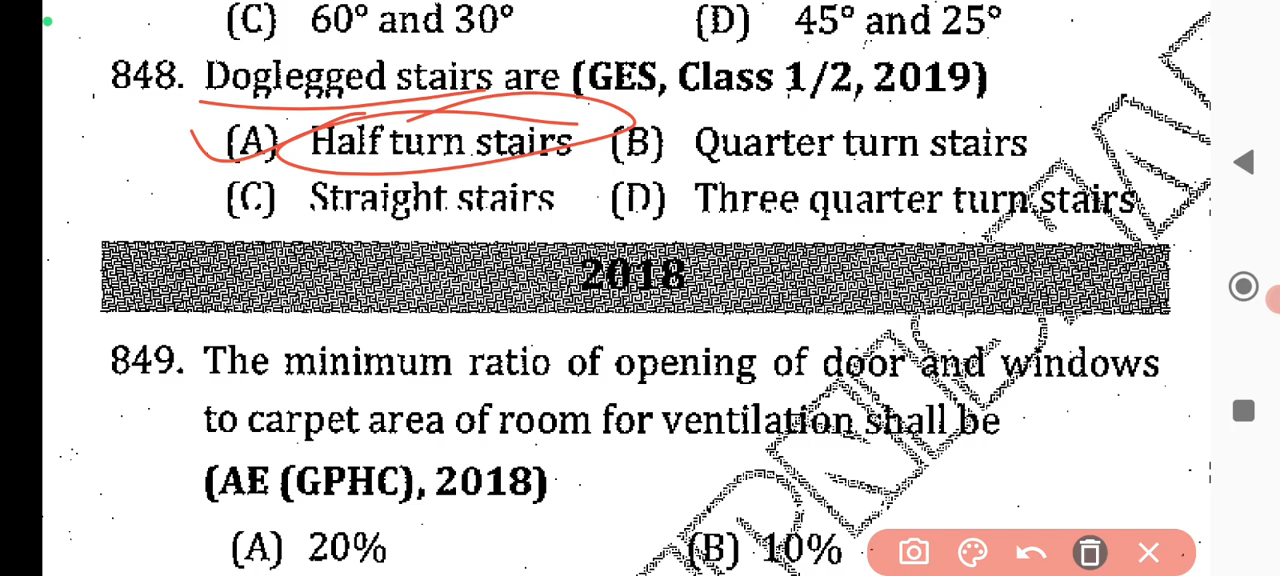 (C) 60° and 30° (D) 45° and 25°
848. Doglegged stairs are (GES, Class 1/2, 2019)
(A) Half turn stairs (B) Quarter turn stairs
(C) Straight stairs (D) Three quarter turn stairs
2018
849. The minimum ratio of opening of door and windows
to carpet area of room for ventilation shall be
(AE (GPHC), 2018)
(A) 20% (B) 10%